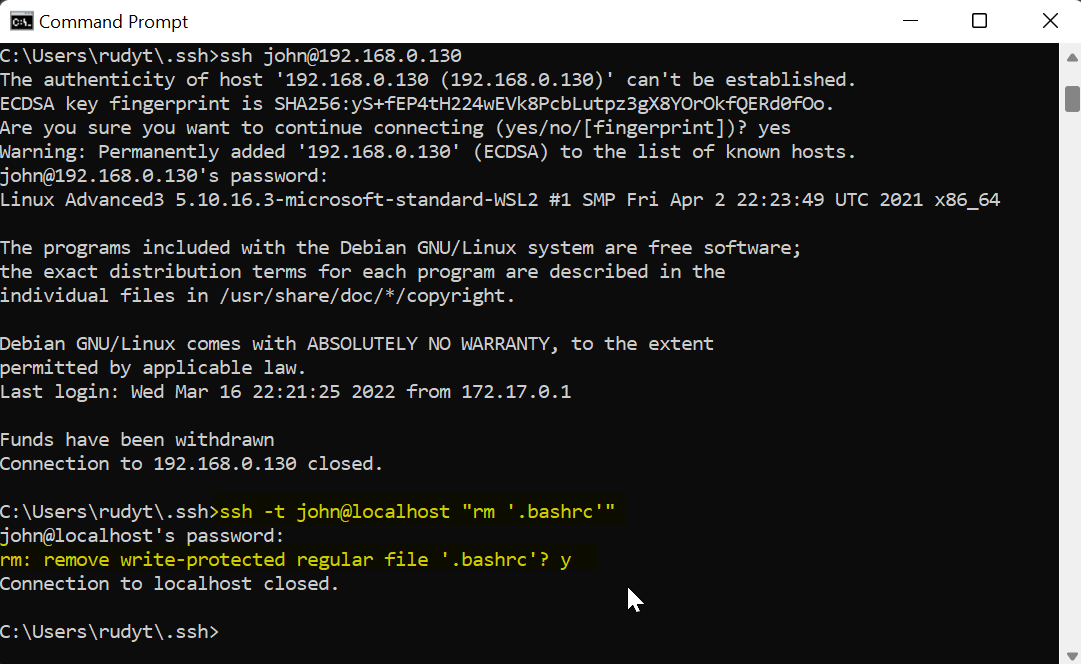 Command Prompt
C:\Users\rudyt\.ssh>ssh john@192.168.0.130
The authenticity of host '192.168.0.130 (192.168.0.130)' can't be established.
ECDSA key fingerprint is SHA256:yS+fEP4tH224wEVk8PcbLutpz3gX8YOrOkfQERd0fOo.
Are you sure you want to continue connecting (yes/no/[fingerprint])? yes
Warning: Permanently added '192.168.0.130' (ECDSA) to the list of known hosts.
john@192.168.0.130's password:
Linux Advanced3 5.10.16.3-microsoft-standard-WSL2 #1 SMP Fri Apr 2 22:23:49 UTC 2021 x86_64
The programs included with the Debian GNU/Linux system are free software;
the exact distribution terms for each program are described in the
individual files in /usr/share/doc/*/copyright.
Debian GNU/Linux comes with ABSOLUTELY NO WARRANTY, to the extent
permitted by applicable law.
Last login: Wed Mar 16 22:21:25 2022 from 172.17.0.1
Funds have been withdrawn
Connection to 192.168.0.130 closed.
C:\Users\rudyt\.ssh>ssh -t john@localhost "rm '.bashrc'"
john@localhost's password:
rm: remove write-protected regular file '.bashrc'? y
Connection to localhost closed.
C:\Users\rudyt\.ssh>